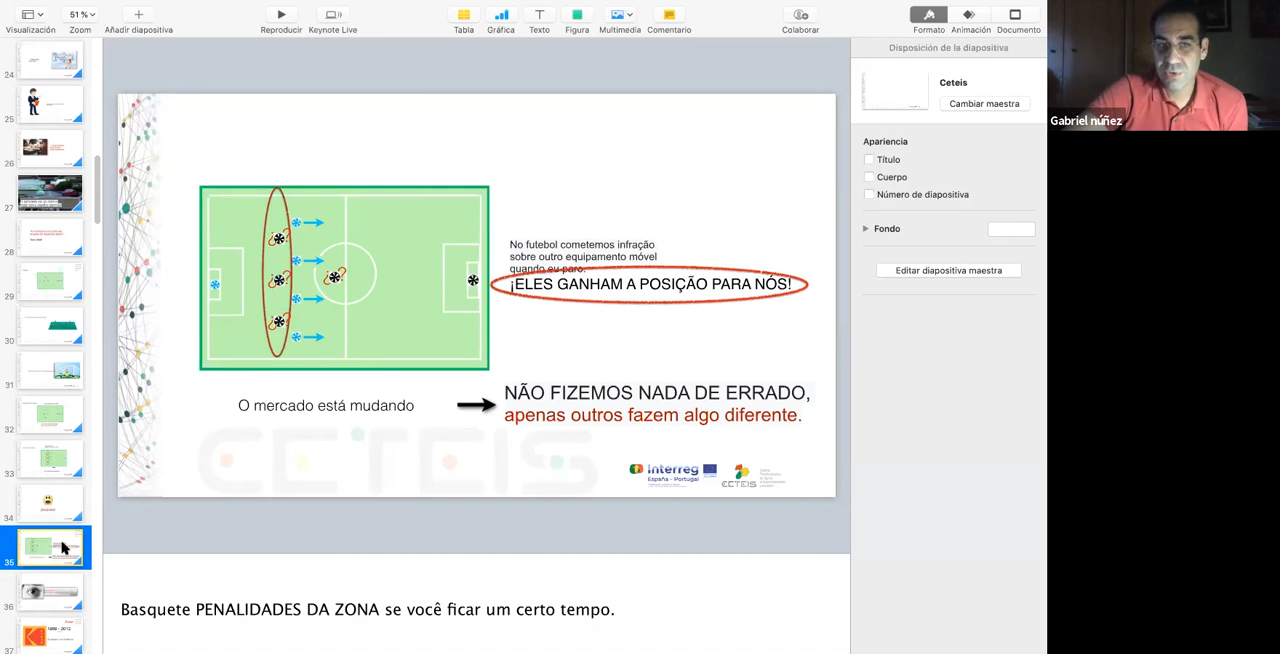 51 %
Visualización
Zoom
Añadir diapositiva
Reproducir
Keynote Live
Tabla
Gráfica
Texto
Figura
Multimedia
Comentario
Colaborar
Formato
Animación
Documento
Disposición de la diapositiva
Ceteis
Cambiar maestra
Apariencia
Título
Cuerpo
Número de diapositiva
Fondo
Editar diapositiva maestra
Gabriel núñez
24
25
26
27
28
29
30
31
32
33
34
35
36
37
No futebol cometemos infração
sobre outro equipamento móvel
quando eu paro.
¡ELES GANHAM A POSIÇÃO PARA NÓS!
¿ ?
¿ ?
¿ ?
¿ ?
O mercado está mudando
NÃO FIZEMOS NADA DE ERRADO,
apenas outros fazem algo diferente.
CETEIS
Interreg
España - Portugal
CCTEIS
Basquete PENALIDADES DA ZONA se você ficar um certo tempo.